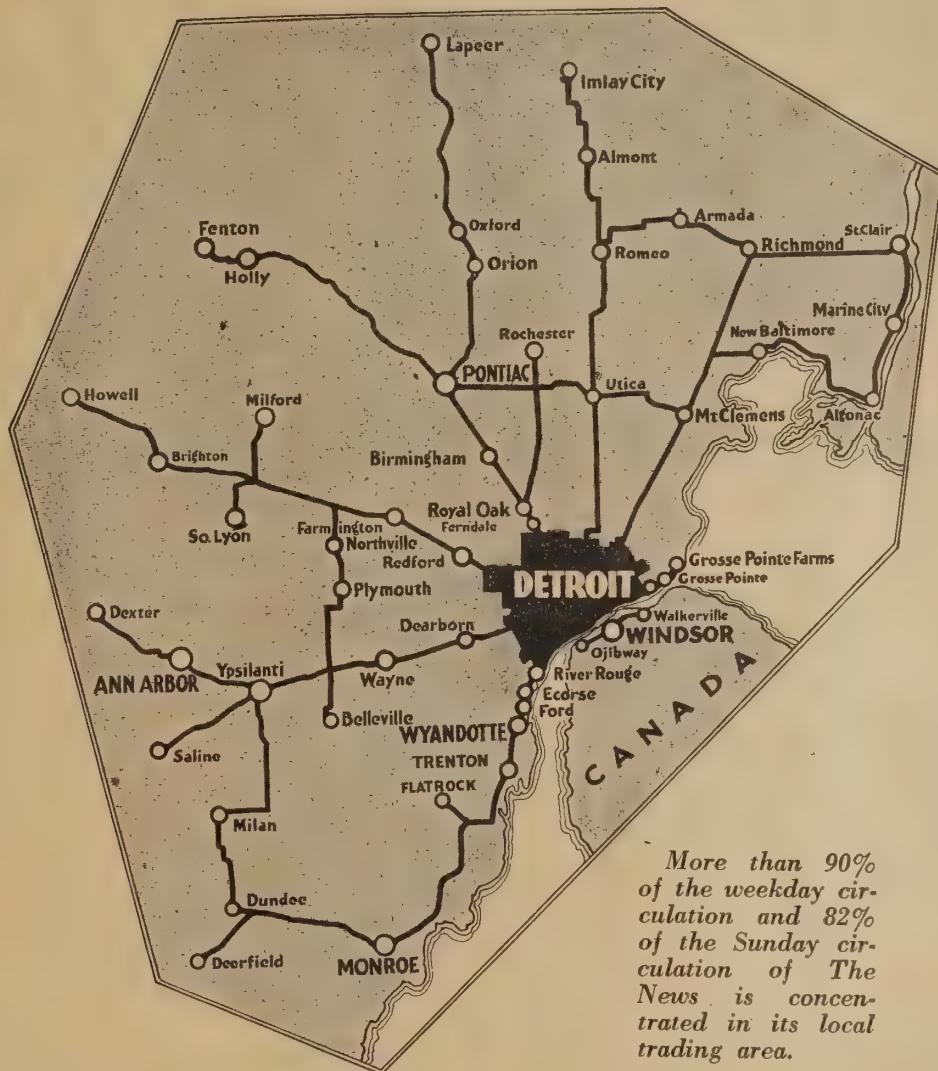 Lapeer
Imlay City
Almont
Armada
Fenton
Oxford
St.Clair
Romeo
Richmond
Holly
Orion
Marine City
Rochester
New Baltimore
PONTIAC
Howell
Milford
Utica
Mt Clemens
Altonac
Brighton
Birmingham
Royal Oak
Ferndale
So. Lyon
Farmington
Northville
Redford
Grosse Pointe Farms
DETROIT
Grosse Pointe
Plymouth
Dexter
Dearborn
Walkerville
WINDSOR
Ojibway
Ypsilanti
ANN ARBOR
Wayne
River Rouge
Ecorse
Ford
Belleville
WYANDOTTE
CANADA
Saline
TRENTON
FLATROCK
Milan
Dundee
Deerfield
MONROE
More than 90%
of the weekday cir-
culation and 82%
of the Sunday cir-
culation of The
News is concen-
trated in its local
trading area.